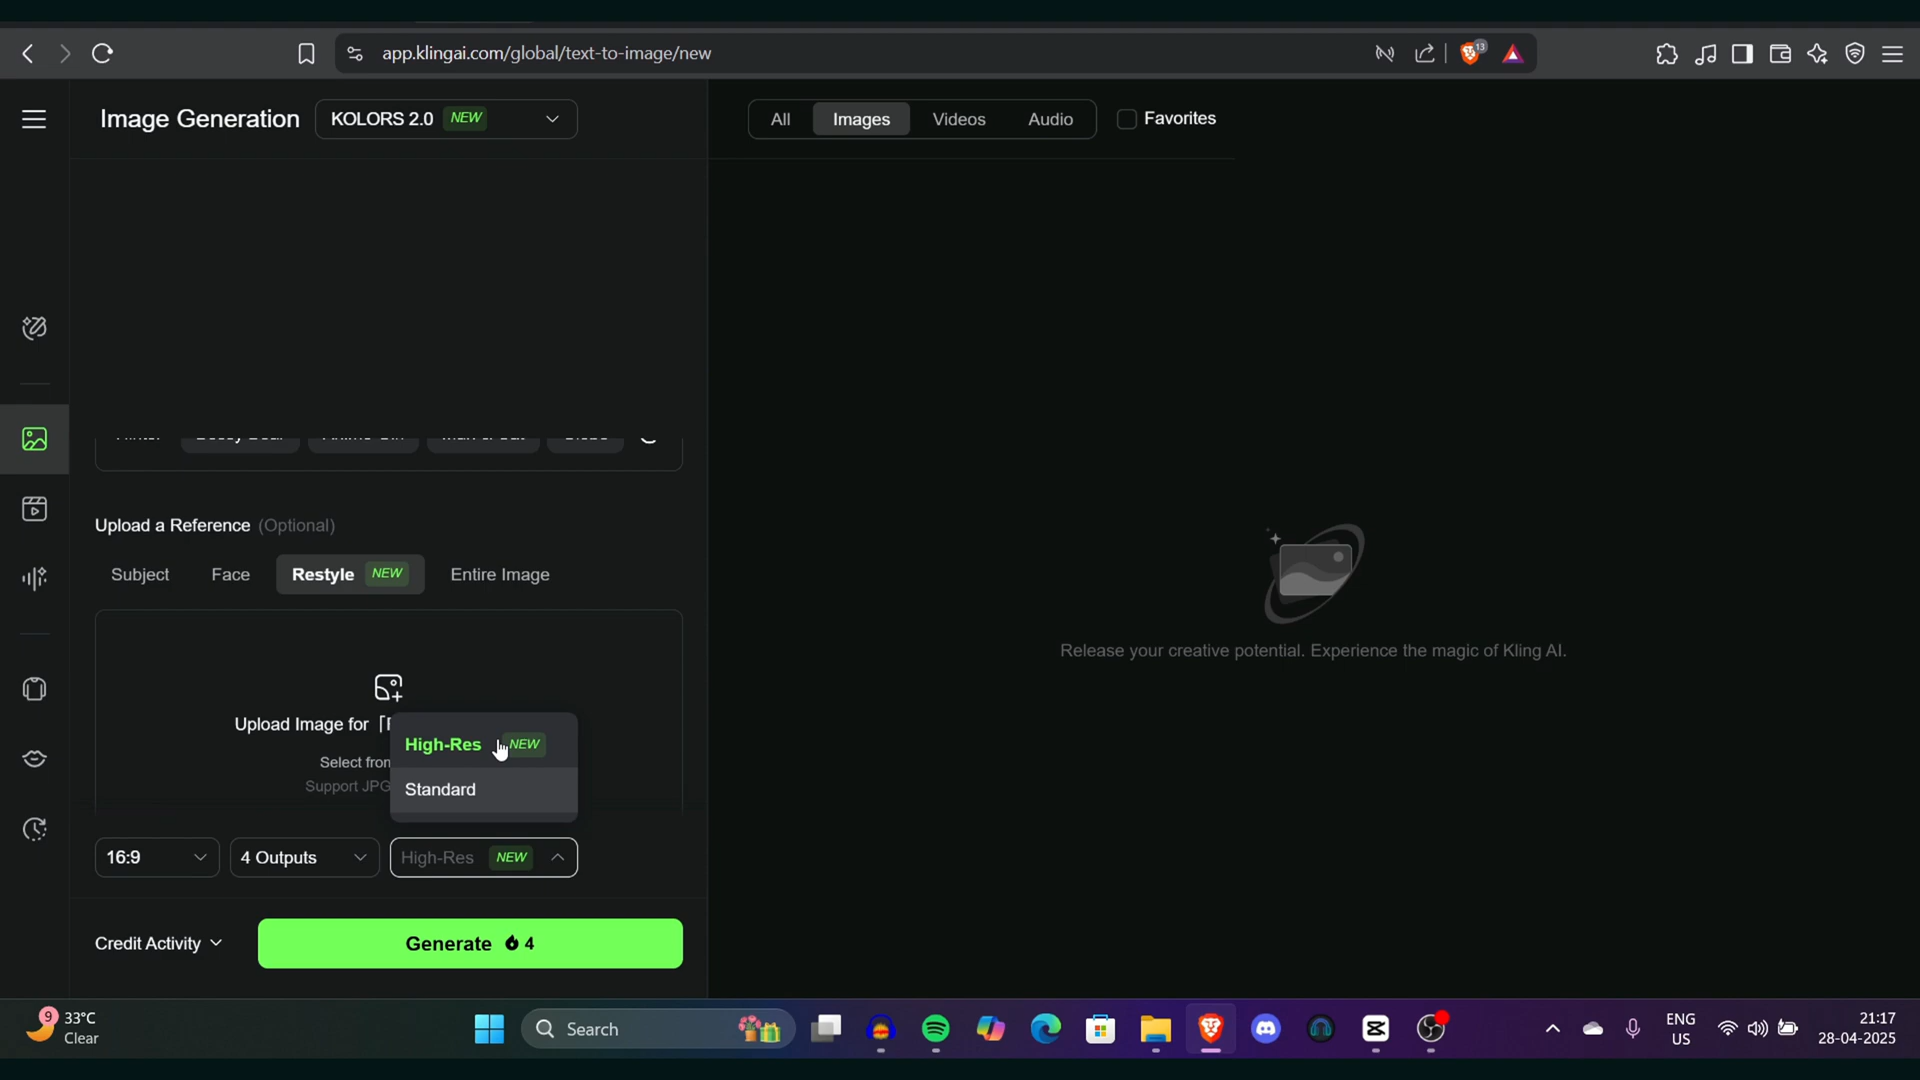 app.klingai.com/global/text-to-image/new
13
Image Generation
KOLORS 2.0 NEW
All
Images
Videos
Audio
Favorites
Upload a Reference (Optional)
Subject
Face
Restyle NEW
Entire Image
Upload Image for
Select from
Support JPG
High-Res NEW
Standard
16:9
4 Outputs
High-Res NEW
Credit Activity
Generate 4
Release your creative potential. Experience the magic of Kling AI.
9
33°C
Clear
Search
ENG
US
21:17
28-04-2025